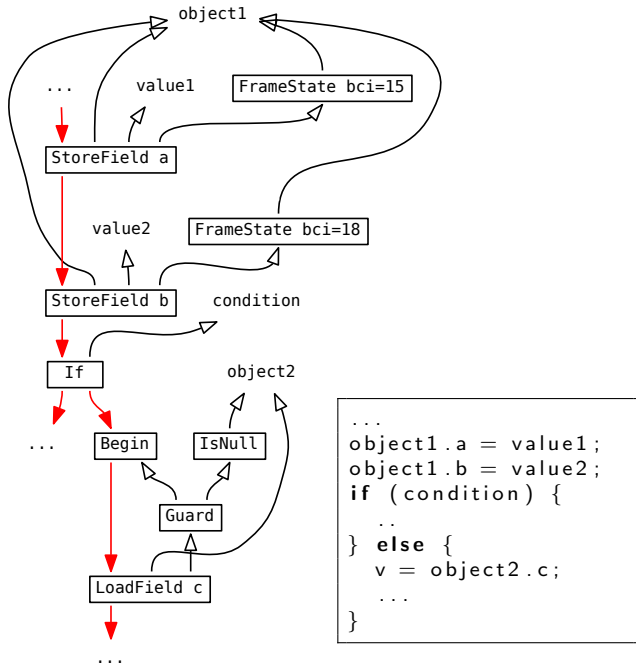 object1
...
value1
FrameState bci=15
StoreField a
value2
FrameState bci=18
StoreField b
condition
If
object2
...
Begin
IsNull
Guard
LoadField c
...
...
object1.a = value1;
object1.b = value2;
if (condition) {
..
} else {
v = object2.c;
...
}